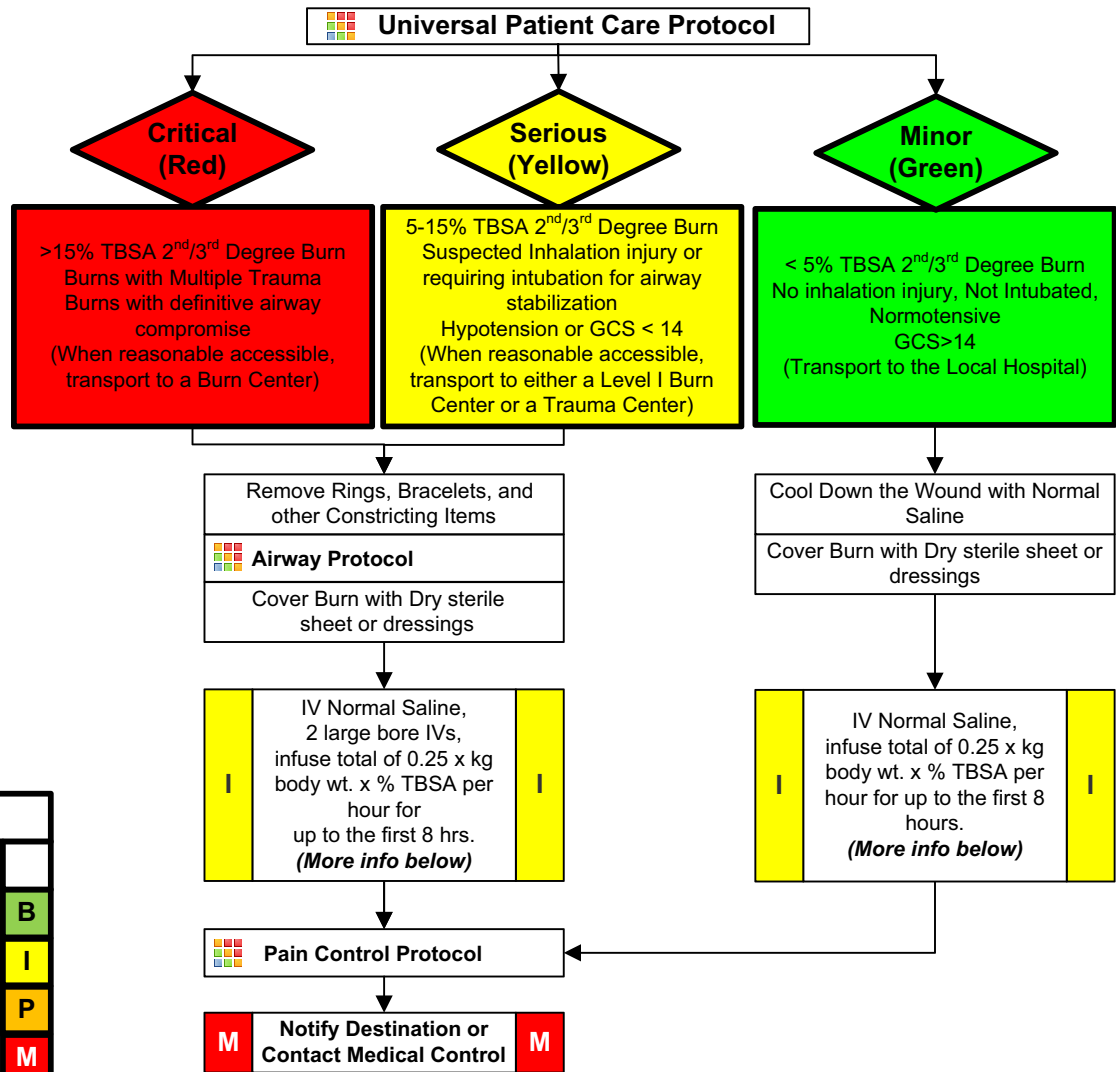 Universal Patient Care Protocol
Critical
(Red)
Serious
(Yellow)
Minor
(Green)
>15% TBSA 2nd/3rd Degree Burn
Burns with Multiple Trauma
Burns with definitive airway
compromise
(When reasonable accessible,
transport to a Burn Center)
5-15% TBSA 2nd/3rd Degree Burn
Suspected Inhalation injury or
requiring intubation for airway
stabilization
Hypotension or GCS < 14
(When reasonable accessible,
transport to either a Level I Burn
Center or a Trauma Center)
< 5% TBSA 2nd/3rd Degree Burn
No inhalation injury, Not Intubated,
Normotensive
GCS>14
(Transport to the Local Hospital)
Remove Rings, Bracelets, and
other Constricting Items
Airway Protocol
Cover Burn with Dry sterile
sheet or dressings
Cool Down the Wound with Normal
Saline
Cover Burn with Dry sterile sheet or
dressings
I
IV Normal Saline,
2 large bore IVs,
infuse total of 0.25 x kg
body wt. x % TBSA per
hour for
up to the first 8 hrs.
(More info below)
I
I
IV Normal Saline,
infuse total of 0.25 x kg
body wt. x % TBSA per
hour for up to the first 8
hours.
(More info below)
I
Pain Control Protocol
M
Notify Destination or
Contact Medical Control
M
B
I
P
M